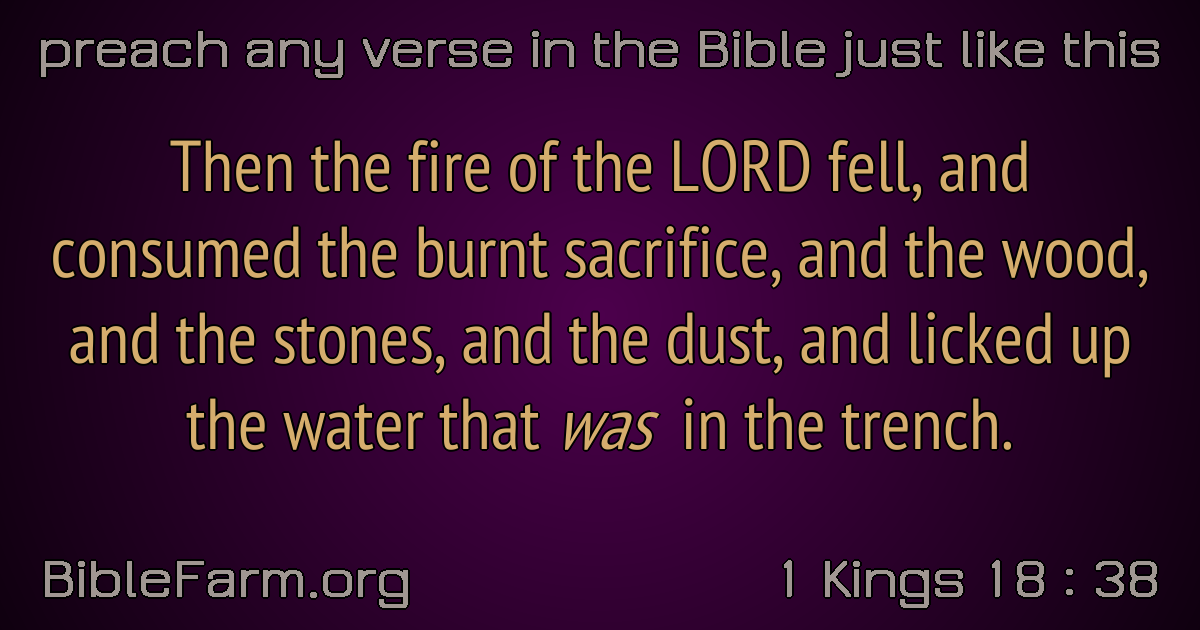 preach any verse in the Bible just like this
Then the fire of the LORD fell, and
consumed the burnt sacrifice, and the wood,
and the stones, and the dust, and licked up
the water that was in the trench.
BibleFarm.org
1 Kings 18 : 38